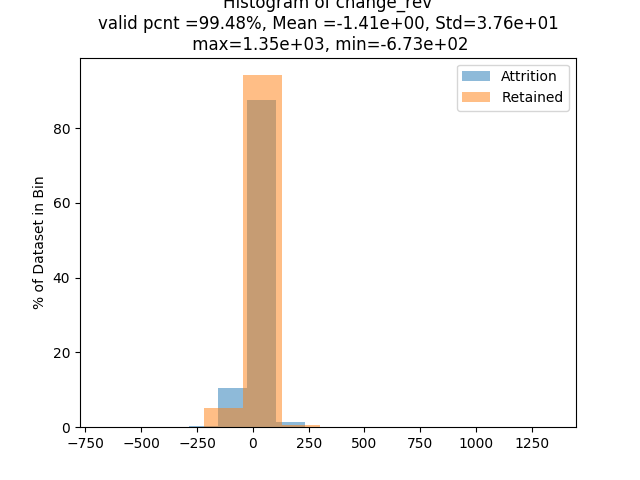 Histogram of change_rev
valid pcnt =99.48%, Mean =-1.41e+00, Std=3.76e+01
max=1.35e+03, min=-6.73e+02
Attrition
Retained
% of Dataset in Bin
80
60
40
20
0
−750
−500
−250
0
250
500
750
1000
1250